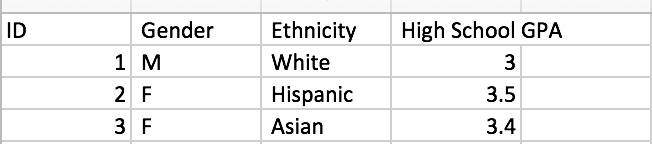 ID Gender Ethnicity High School GPA
1 M White 3
2 F Hispanic 3.5
3 F Asian 3.4